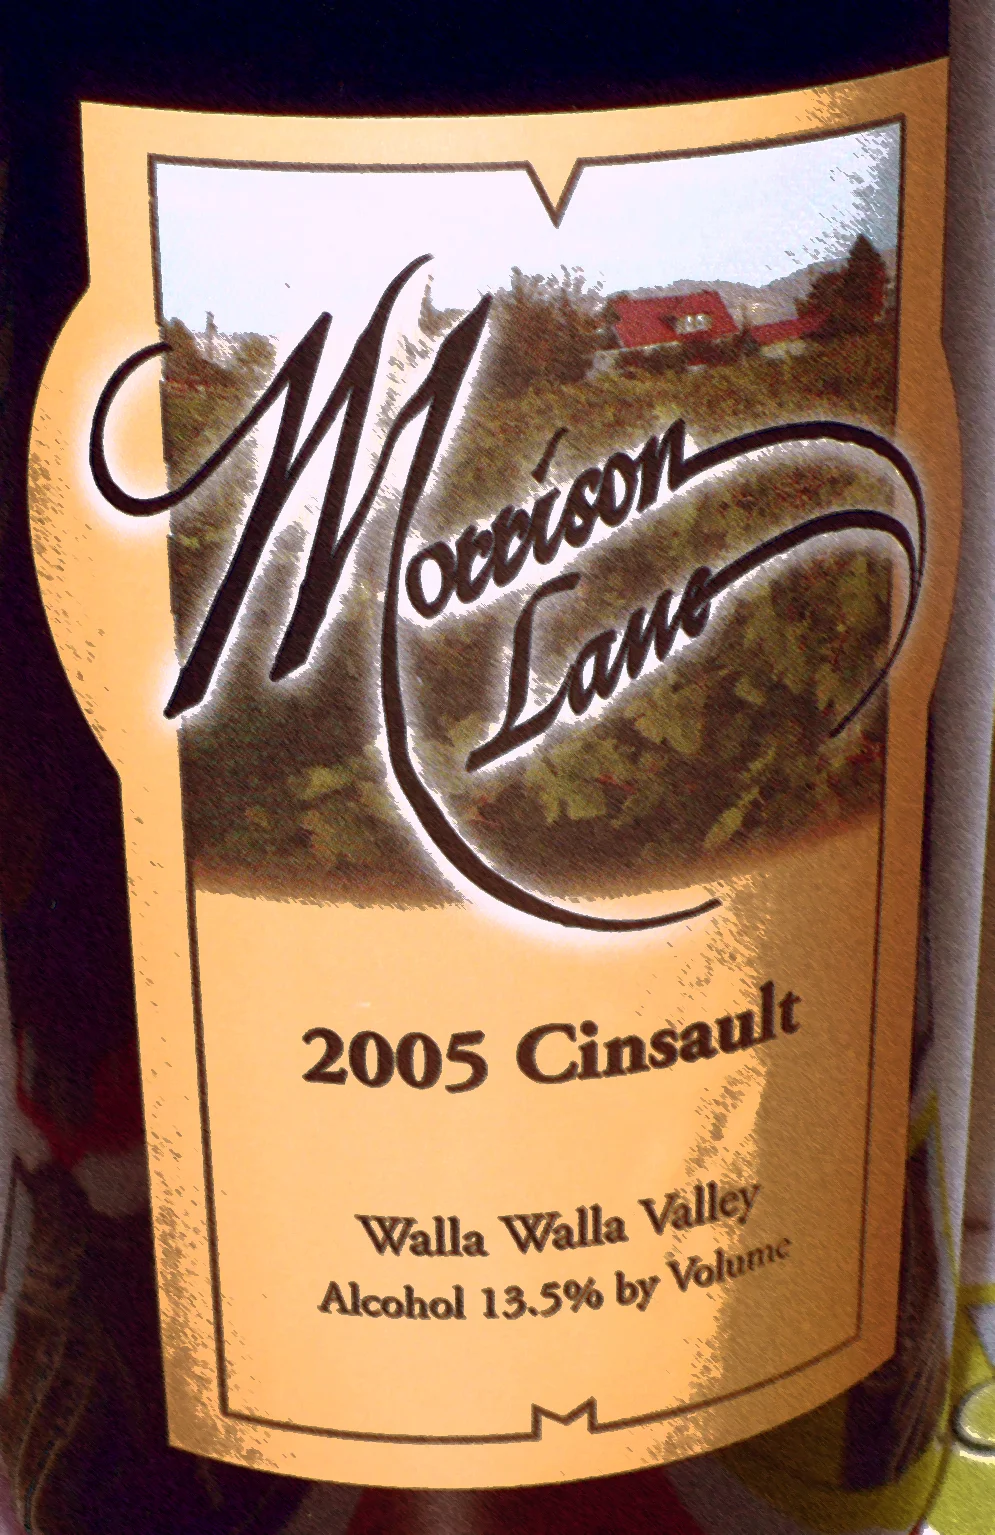 Morrison
Lane
2005 Cinsault
Walla Walla Valley
Alcohol 13.5% by Volume